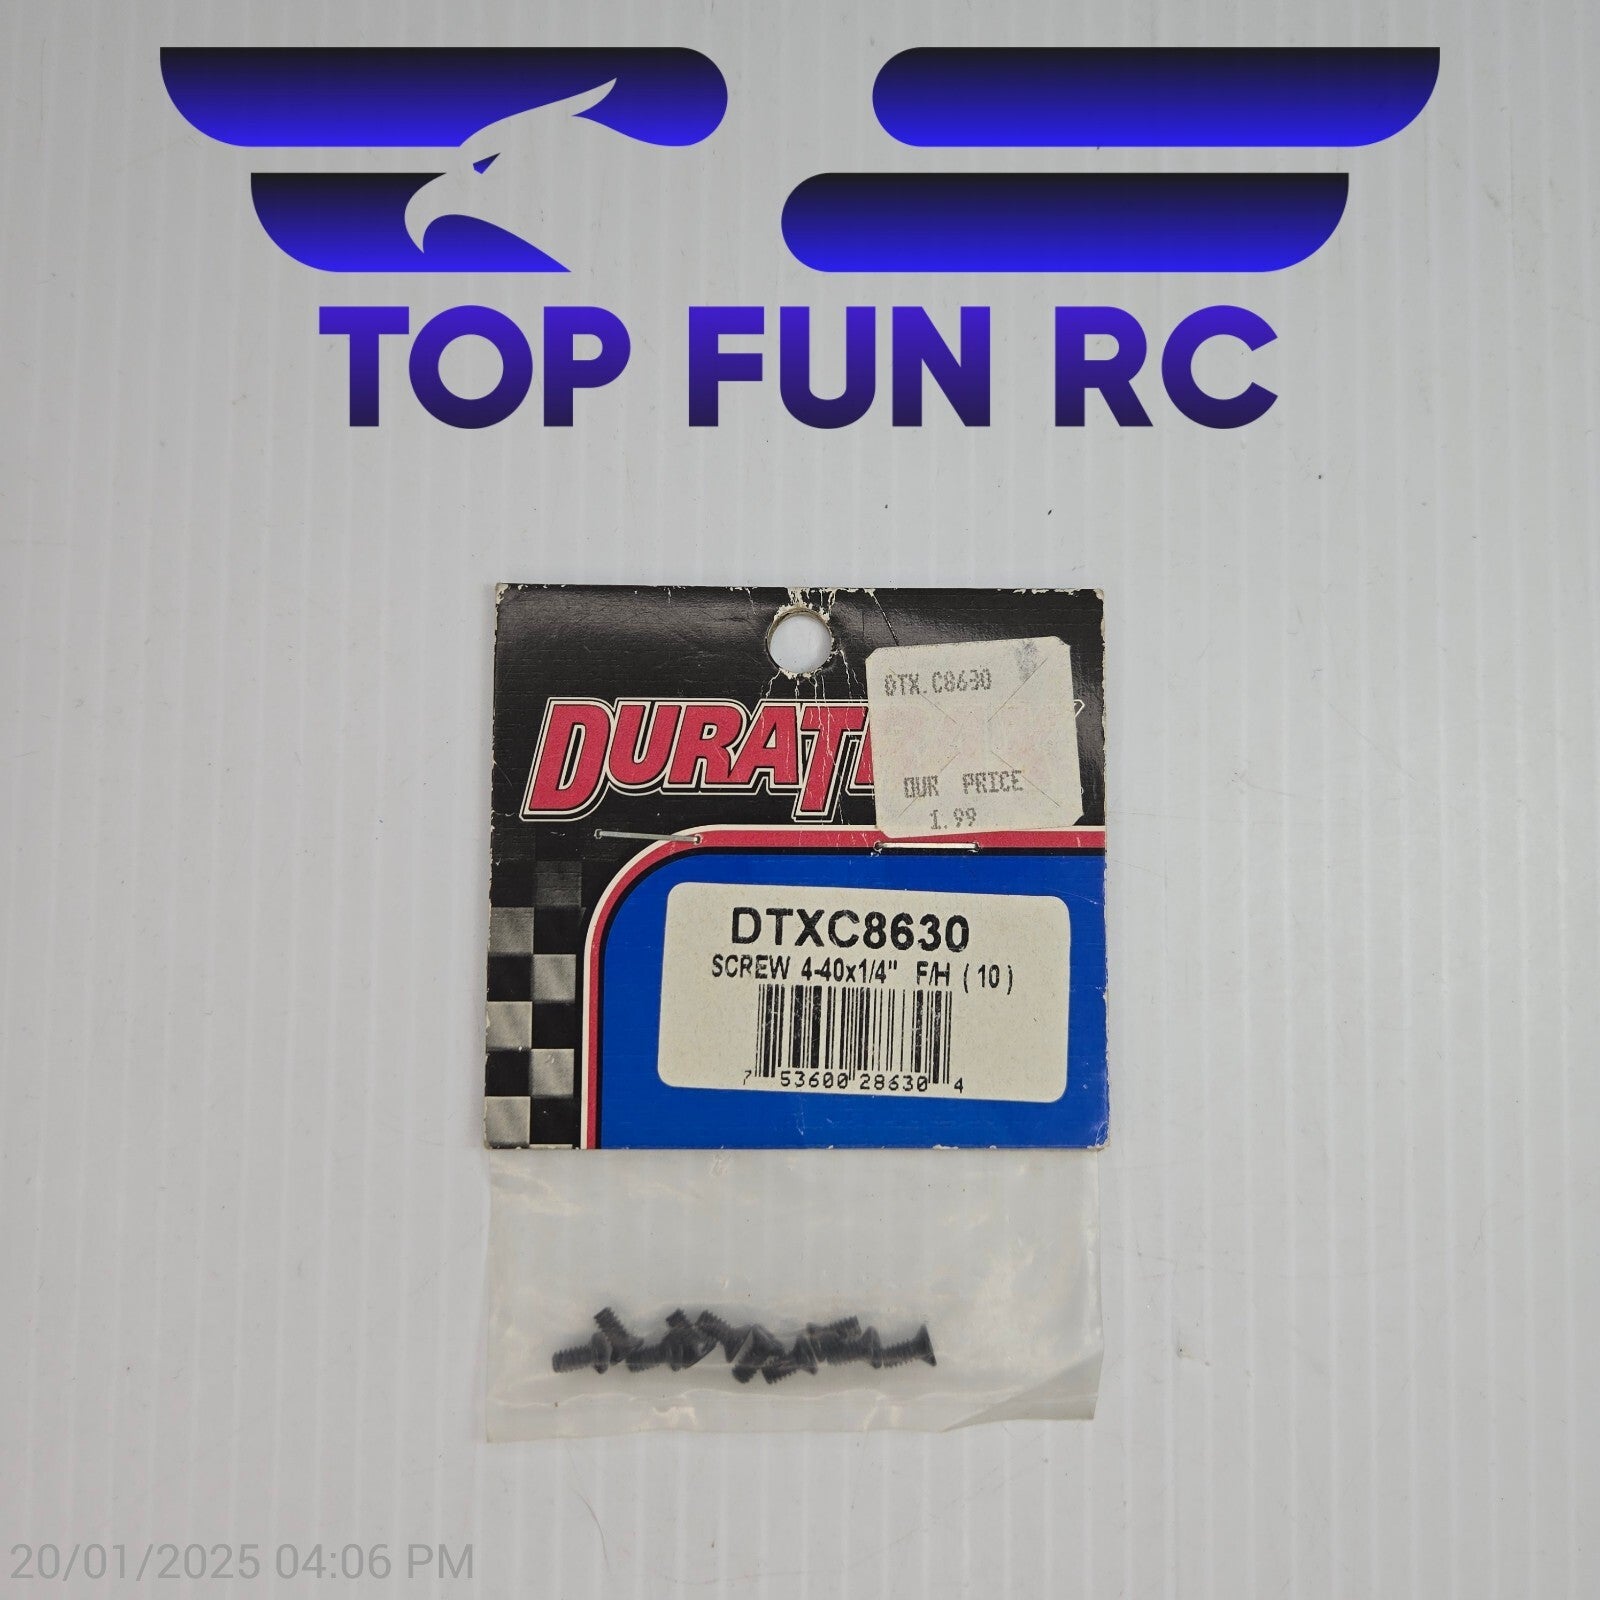 TOP FUN RC
DTX.C8630
DURAT
OUR PRICE
1.99
DTXC8630
SCREW 4-40x1/4" F/H (10)
7 53600 28630 4
20/01/2025 04:06 PM